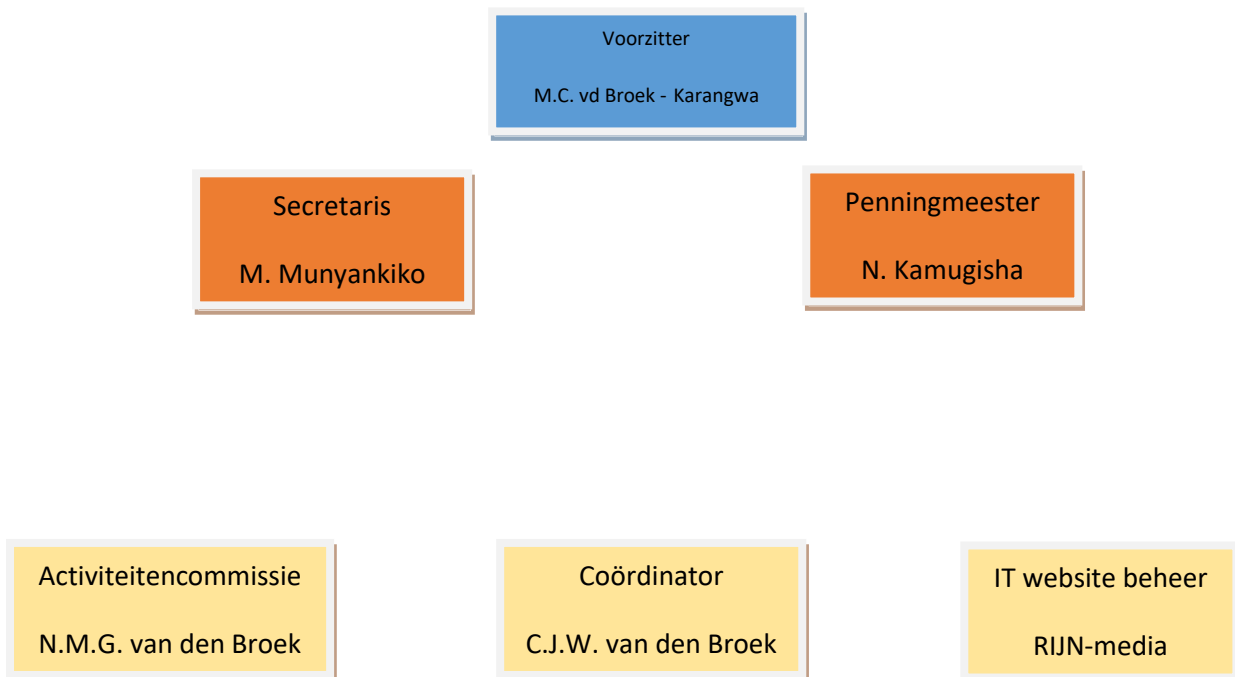 Voorzitter
M.C. vd Broek - Karangwa
Secretaris
M. Munyankiko
Penningmeester
N. Kamugisha
Activiteitencommissie
N.M.G. van den Broek
Coördinator
C.J.W. van den Broek
IT website beheer
RIJN-media